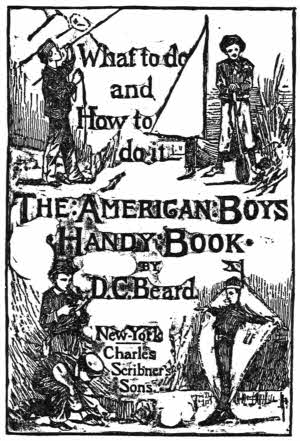 What to do
and
How to
do it
THE·AMERICAN·BOYS
·HANDY·BOOK·
BY
D.C.Beard
New-York
Charles
Scribner's
Sons